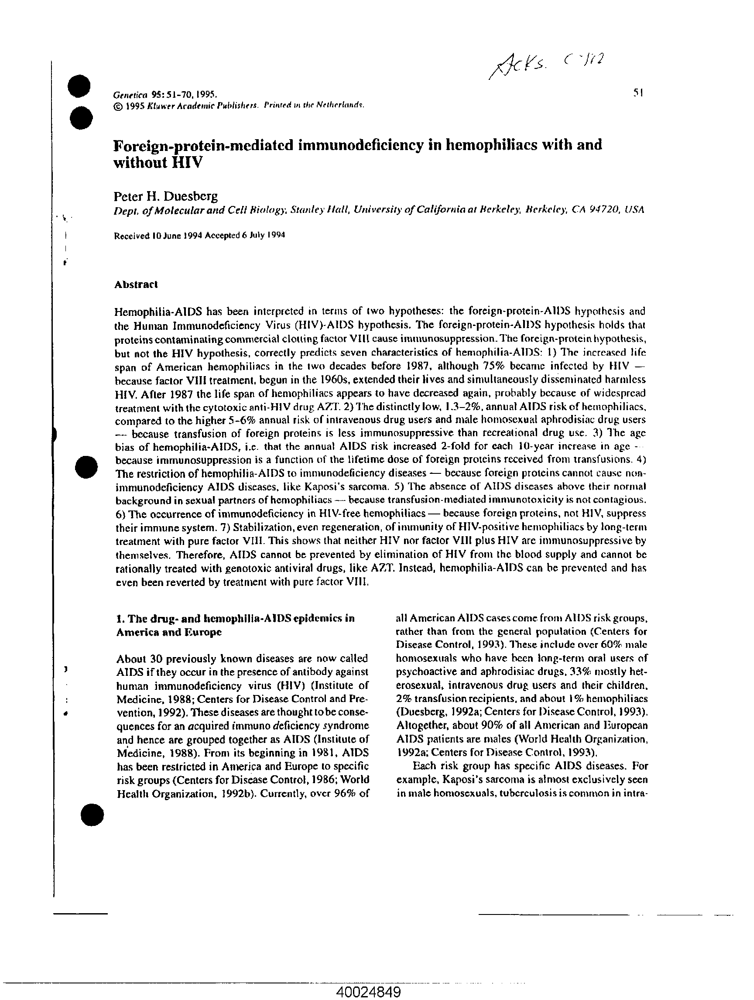 Acks.
Genetica 95: 51-70, 1995.
51
© 1995 Kluwer Academic Publishers. Printed in the Netherlands.
Foreign-protein-mediated immunodeficiency in hemophiliacs with and
without HIV
Peter H. Duesberg
Dept. of Molecular and Cell Biology, Stanley Hall, University of California at Berkeley, Berkeley, CA 94720, USA
Received 10 June 1994 Accepted 6 July 1994
Abstract
Hemophilia-AIDS has been interpreted in terms of two hypotheses: the foreign-protein-AIDS hypothesis and
the Human Immunodeficiency Virus (HIV)-AIDS hypothesis. The foreign-protein-AIDS hypothesis holds that
proteins contaminating commercial clotting factor VIII cause immunosuppression. The foreign-protein hypothesis,
but not the HIV hypothesis, correctly predicts seven characteristics of hemophilia-AIDS: 1) The increased life
span of American hemophiliacs in the two decades before 1987, although 75% became infected by HIV —
because factor VIII treatment, begun in the 1960s, extended their lives and simultaneously disseminated harmless
HIV. After 1987 the life span of hemophiliacs appears to have decreased again, probably because of widespread
treatment with the cytotoxic anti-HIV drug AZT. 2) The distinctly low, 1.3–2%, annual AIDS risk of hemophiliacs,
compared to the higher 5-6% annual risk of intravenous drug users and male homosexual aphrodisiac drug users
— because transfusion of foreign proteins is less immunosuppressive than recreational drug use. 3) The age
bias of hemophilia-AIDS, i.e. that the annual AIDS risk increased 2-fold for each 10-year increase in age -
because immunosuppression is a function of the lifetime dose of foreign proteins received from transfusions. 4)
The restriction of hemophilia-AIDS to immunodeficiency diseases — because foreign proteins cannot cause non-
immunodeficiency AIDS diseases, like Kaposi's sarcoma. 5) The absence of AIDS diseases above their normal
background in sexual partners of hemophiliacs — because transfusion-mediated immunotoxicity is not contagious.
6) The occurrence of immunodeficiency in HIV-free hemophiliacs — because foreign proteins, not HIV, suppress
their immune system. 7) Stabilization, even regeneration, of immunity of HIV-positive hemophiliacs by long-term
treatment with pure factor VIII. This shows that neither HIV nor factor VIII plus HIV are immunosuppressive by
themselves. Therefore, AIDS cannot be prevented by elimination of HIV from the blood supply and cannot be
rationally treated with genotoxic antiviral drugs, like AZT. Instead, hemophilia-AIDS can be prevented and has
even been reverted by treatment with pure factor VIII.
1. The drug- and hemophilia-AIDS epidemics in
America and Europe
About 30 previously known diseases are now called
AIDS if they occur in the presence of antibody against
human immunodeficiency virus (HIV) (Institute of
Medicine, 1988; Centers for Disease Control and Pre-
vention, 1992). These diseases are thought to be conse-
quences for an acquired immuno deficiency syndrome
and hence are grouped together as AIDS (Institute of
Medicine, 1988). From its beginning in 1981, AIDS
has been restricted in America and Europe to specific
risk groups (Centers for Disease Control, 1986; World
Health Organization, 1992b). Currently, over 96% of
all American AIDS cases come from AIDS risk groups,
rather than from the general population (Centers for
Disease Control, 1993). These include over 60% male
homosexuals who have been long-term oral users of
psychoactive and aphrodisiac drugs, 33% mostly het-
erosexual, intravenous drug users and their children,
2% transfusion recipients, and about 1% hemophiliacs
(Duesberg, 1992a; Centers for Disease Control, 1993).
Altogether, about 90% of all American and European
AIDS patients are males (World Health Organization,
1992a; Centers for Disease Control, 1993).
Each risk group has specific AIDS diseases. For
example, Kaposi's sarcoma is almost exclusively seen
in male homosexuals, tuberculosis is common in intra-
40024849